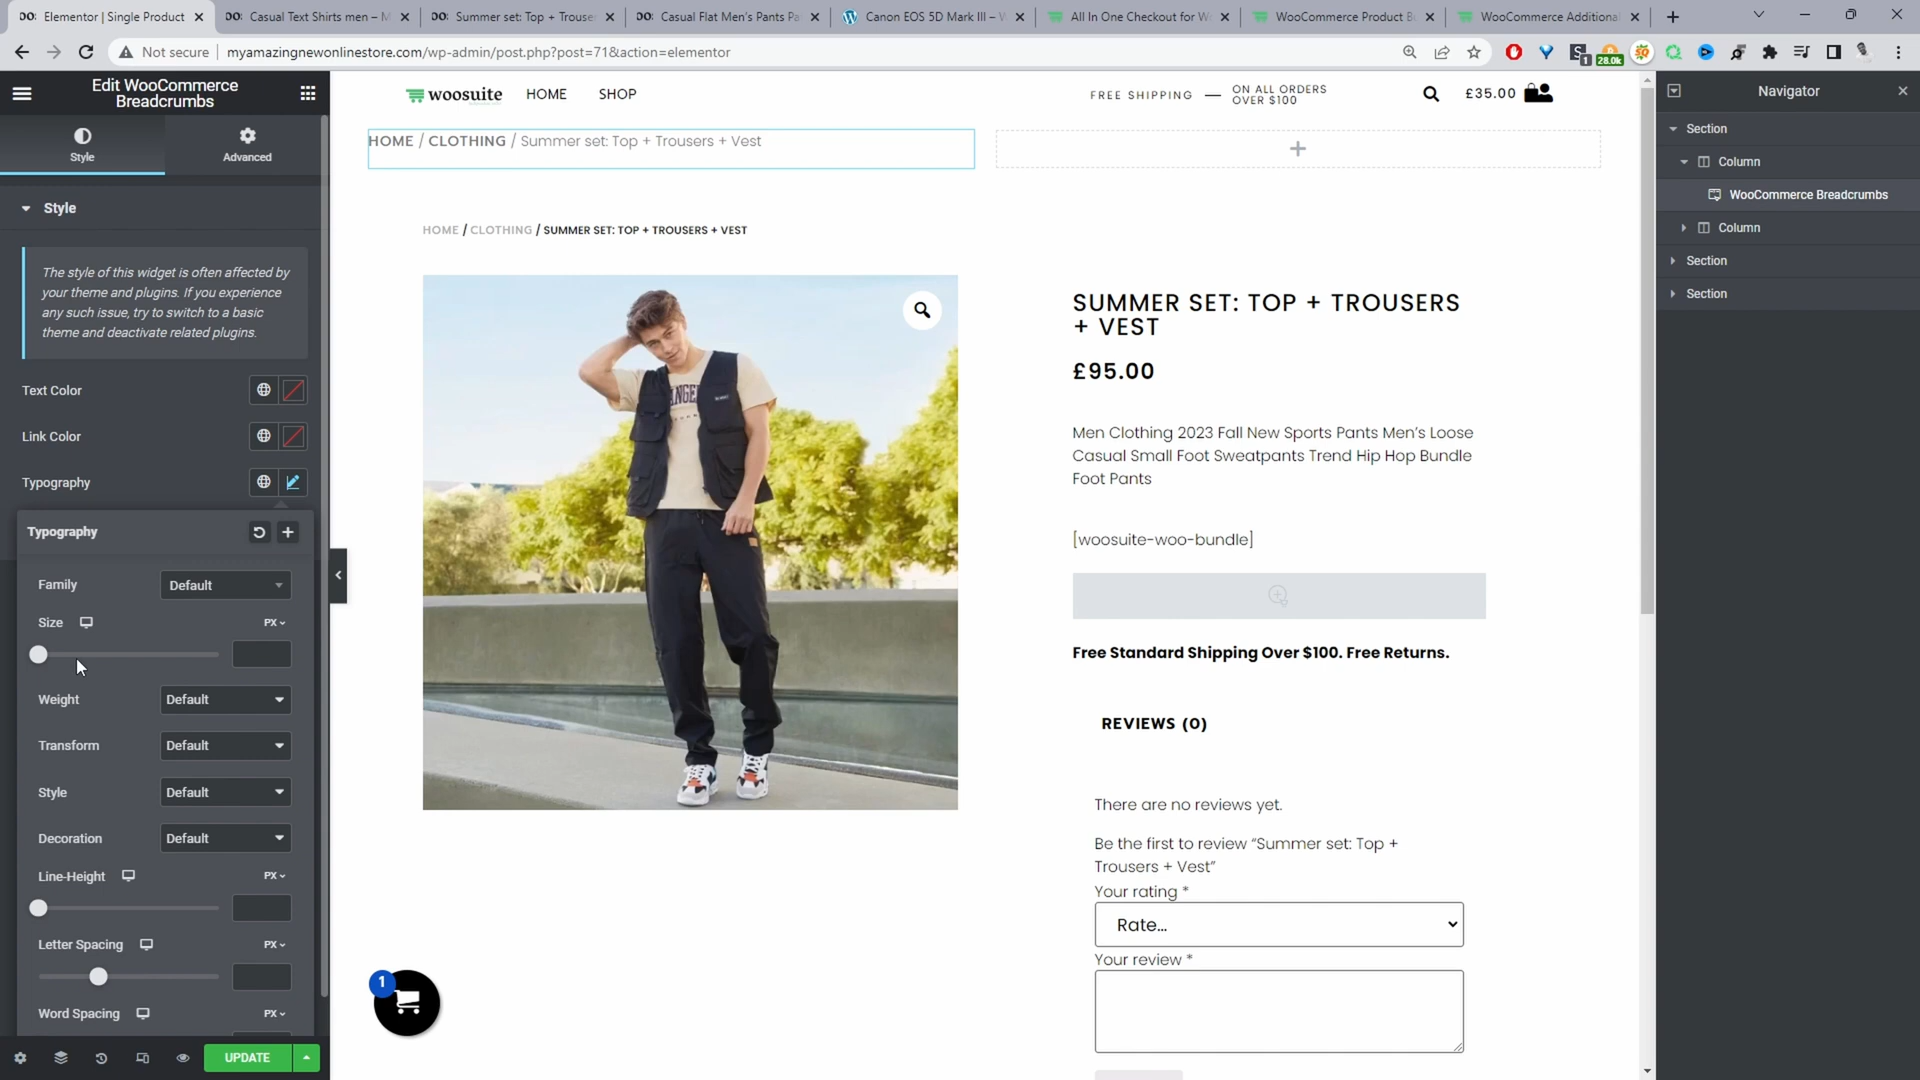 Elementor | Single Product
Casual Text Shirts men – M
Summer set: Top + Trouse
Casual Flat Men's Pants Pa
Canon EOS 5D Mark III – W
All In One Checkout for W
WooCommerce Product B
WooCommerce Additional
Not secure
myamazingnewonlinestore.com/wp-admin/post.php?post=71&action=elementor
1
28.0k
Edit WooCommerce
Breadcrumbs
Style
Advanced
Style
The style of this widget is often affected by
your theme and plugins. If you experience
any such issue, try to switch to a basic
theme and deactivate related plugins.
Text Color
Link Color
Typography
Typography
Family
Default
Size
PX
Weight
Default
Transform
Default
Style
Default
Decoration
Default
Line-Height
PX
Letter Spacing
PX
Word Spacing
PX
UPDATE
woosuite
HOME
SHOP
FREE SHIPPING — ON ALL ORDERS
OVER $100
£35.00
HOME / CLOTHING / Summer set: Top + Trousers + Vest
HOME / CLOTHING / SUMMER SET: TOP + TROUSERS + VEST
SUMMER SET: TOP + TROUSERS
+ VEST
£95.00
Men Clothing 2023 Fall New Sports Pants Men's Loose
Casual Small Foot Sweatpants Trend Hip Hop Bundle
Foot Pants
[woosuite-woo-bundle]
Free Standard Shipping Over $100. Free Returns.
REVIEWS (0)
There are no reviews yet.
Be the first to review “Summer set: Top +
Trousers + Vest”
Your rating *
Rate...
Your review *
1
Navigator
Section
Column
WooCommerce Breadcrumbs
Column
Section
Section